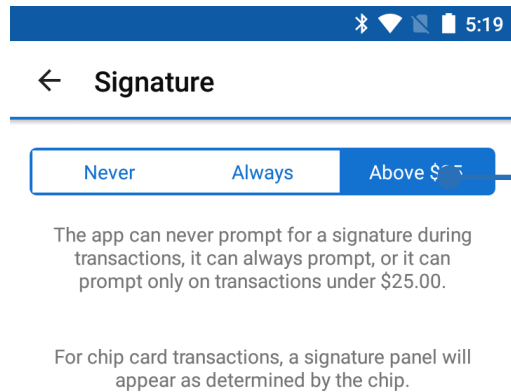 5:19
Signature
Never Always Above
The app can never prompt for a signature during
transactions, it can always prompt, or it can
prompt only on transactions under $25.00.
For chip card transactions, a signature panel will
appear as determined by the chip.